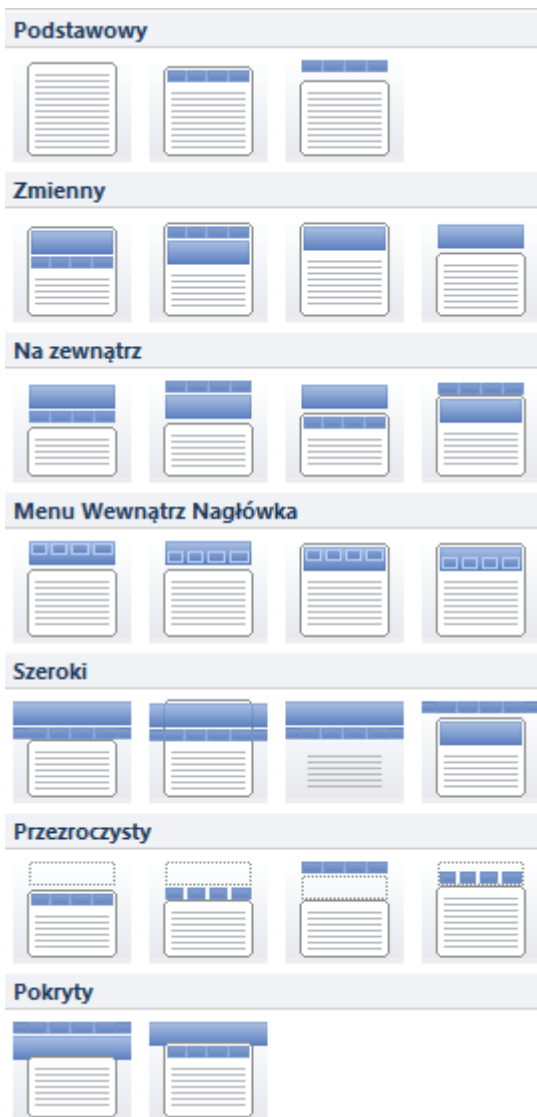 Podstawowy
Zmienny
Na zewnątrz
Menu Wewnątrz Nagłówka
Szeroki
Przezroczysty
Pokryty